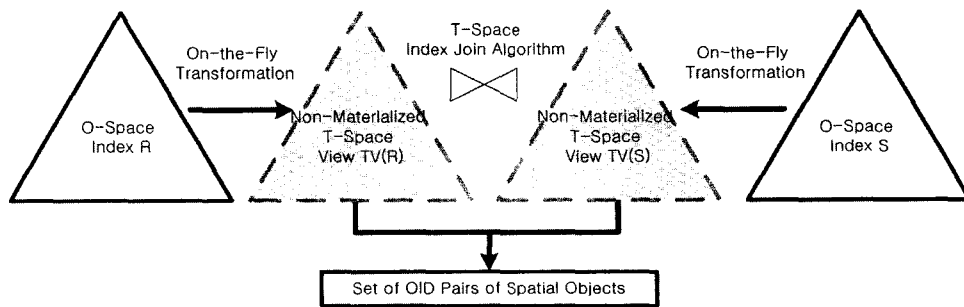 T-Space
Index Join Algorithm
On-the-Fly
Transformation
On-the-Fly
Transformation
O-Space
Index R
Non-Materialized
T-Space
View TV(R)
Non-Materialized
T-Space
View TV(S)
O-Space
Index S
Set of OID Pairs of Spatial Objects